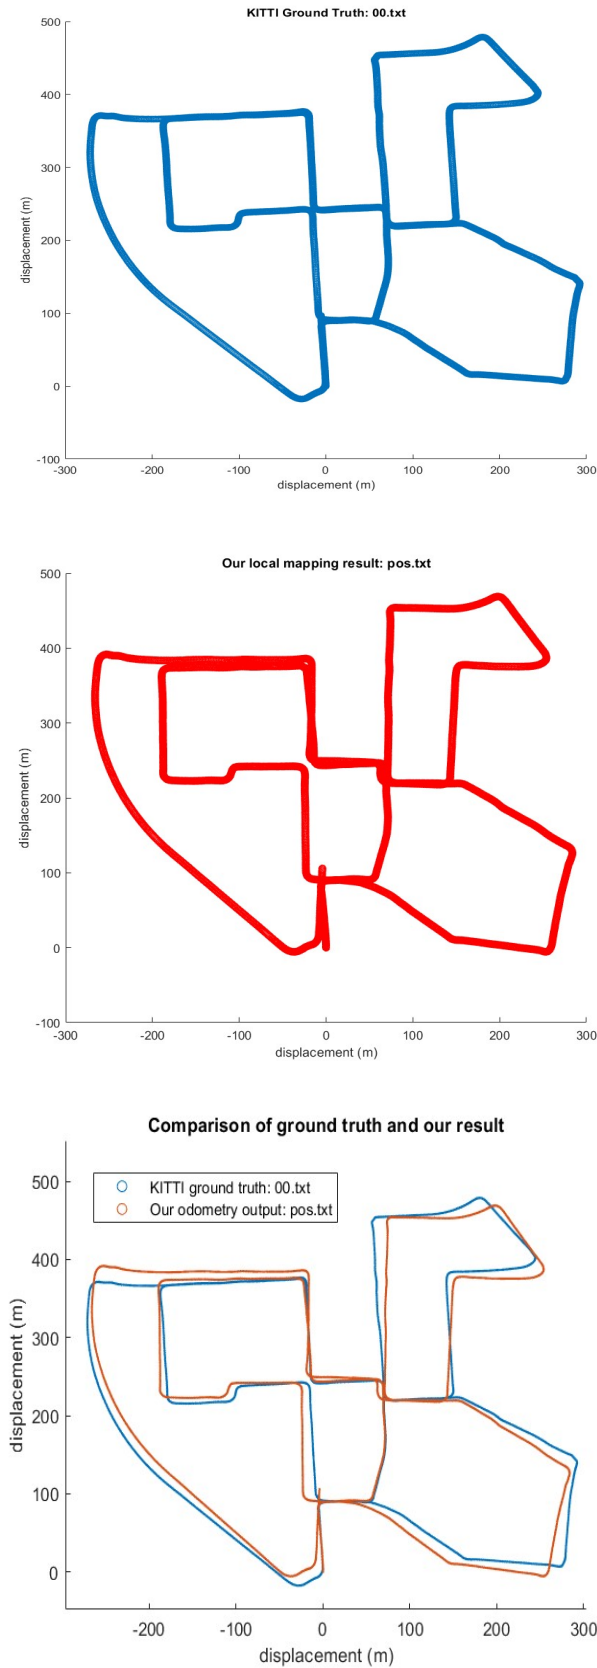 KITTI Ground Truth: 00.txt
500
400
300
200
100
0
-100
displacement (m)
-300 -200 -100 0 100 200 300
displacement (m)
Our local mapping result: pos.txt
500
400
300
200
100
0
-100
displacement (m)
-300 -200 -100 0 100 200 300
displacement (m)
Comparison of ground truth and our result
KITTI ground truth: 00.txt
Our odometry output: pos.txt
500
400
300
200
100
0
displacement (m)
-200 -100 0 100 200 300
displacement (m)